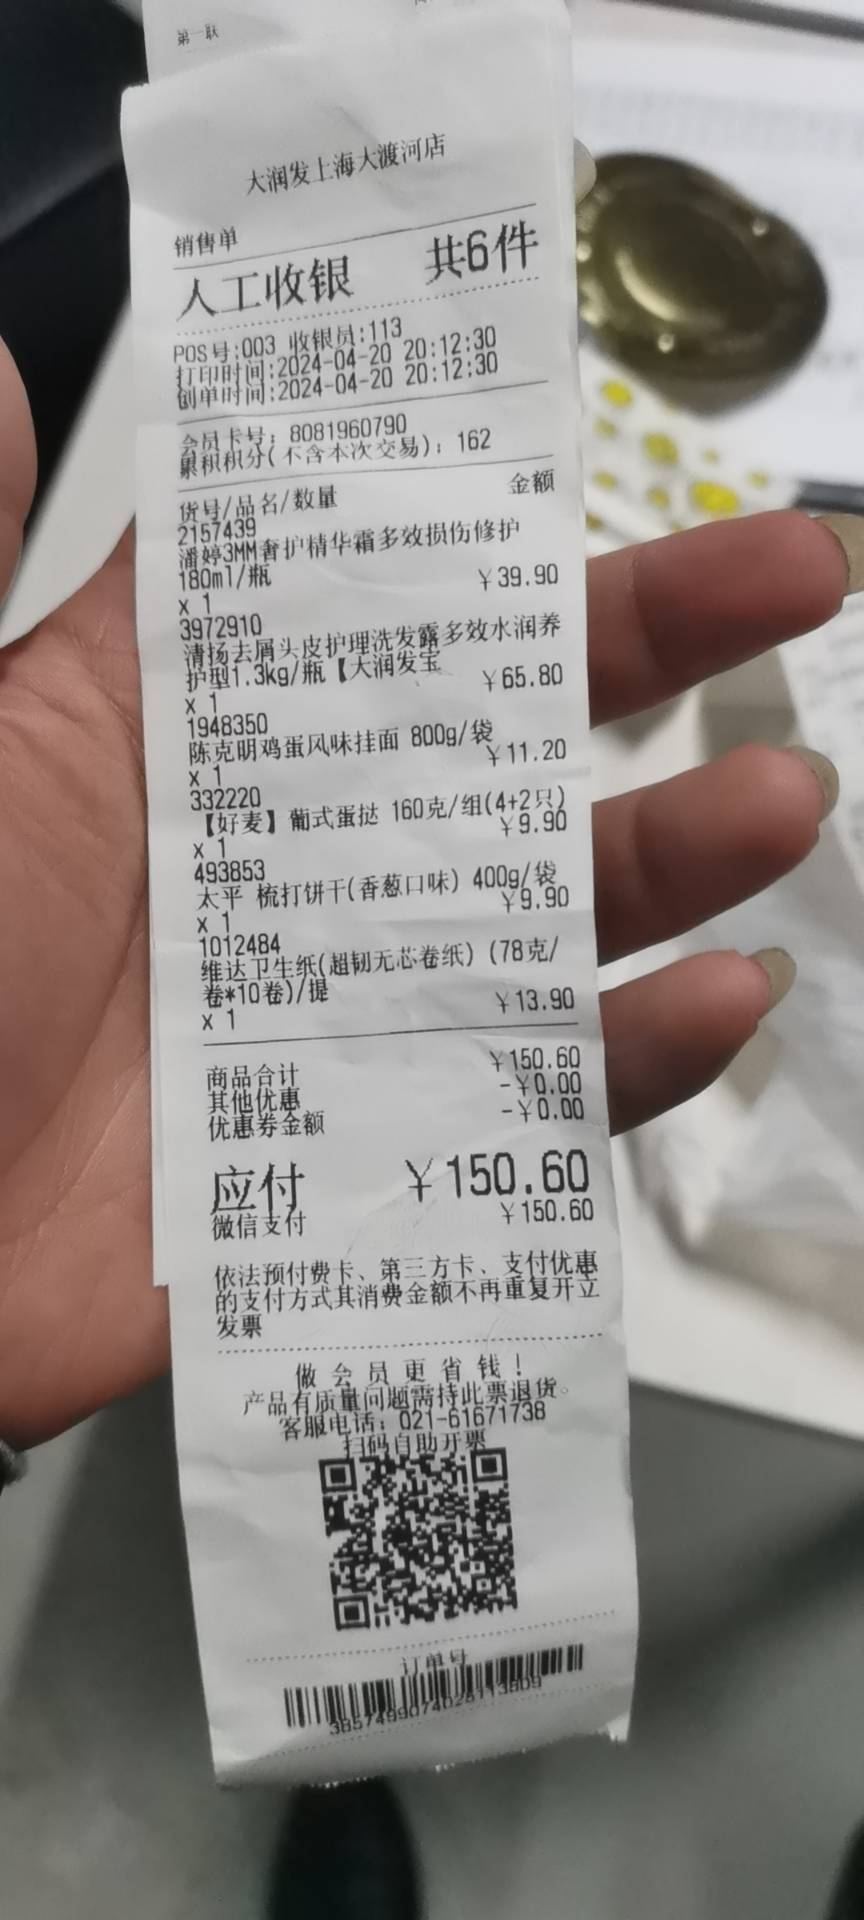 第一联
大润发上海大渡河店
销售单
人工收银 共6件
POS号:003 收银员:113
打印时间:2024-04-20 20:12:30
创单时间:2024-04-20 20:12:30
会员卡号: 8081960790
累积积分(不含本次交易): 162
货号/品名/数量 金额
2157439
潘婷3MM奢护精华霜多效损伤修护
180ml/瓶 ￥39.90
x 1
3972910
清扬去屑头皮护理洗发露多效水润养
护型1.3kg/瓶【大润发宝 ￥65.80
x 1
1948350
陈克明鸡蛋风味挂面 800g/袋
x 1 ￥11.20
332220
【好麦】葡式蛋挞 160克/组(4+2只)
x 1 ￥9.90
493853
太平 梳打饼干(香葱口味) 400g/袋
x 1 ￥9.90
1012484
维达卫生纸(超韧无芯卷纸) (78克/
卷*10卷)/提 ￥13.90
x 1
商品合计 ￥150.60
其他优惠 -￥0.00
优惠券金额 -￥0.00
应付 ￥150.60
微信支付 ￥150.60
依法预付费卡、第三方卡、支付优惠
的支付方式其消费金额不再重复开立
发票
做会员更省钱!
产品有质量问题需持此票退货。
客服电话: 021-61671738
扫码自助开票
订单号